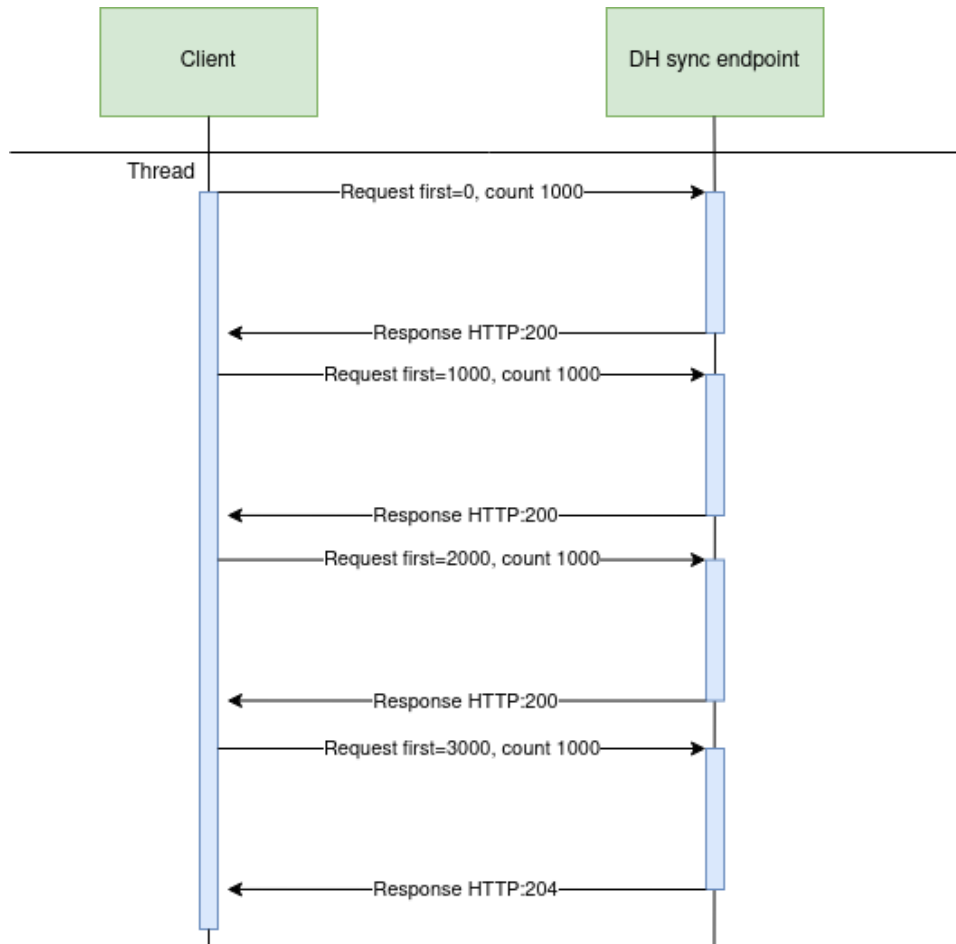 Client
DH sync endpoint
Thread
Request first=0, count 1000
Response HTTP:200
Request first=1000, count 1000
Response HTTP:200
Request first=2000, count 1000
Response HTTP:200
Request first=3000, count 1000
Response HTTP:204